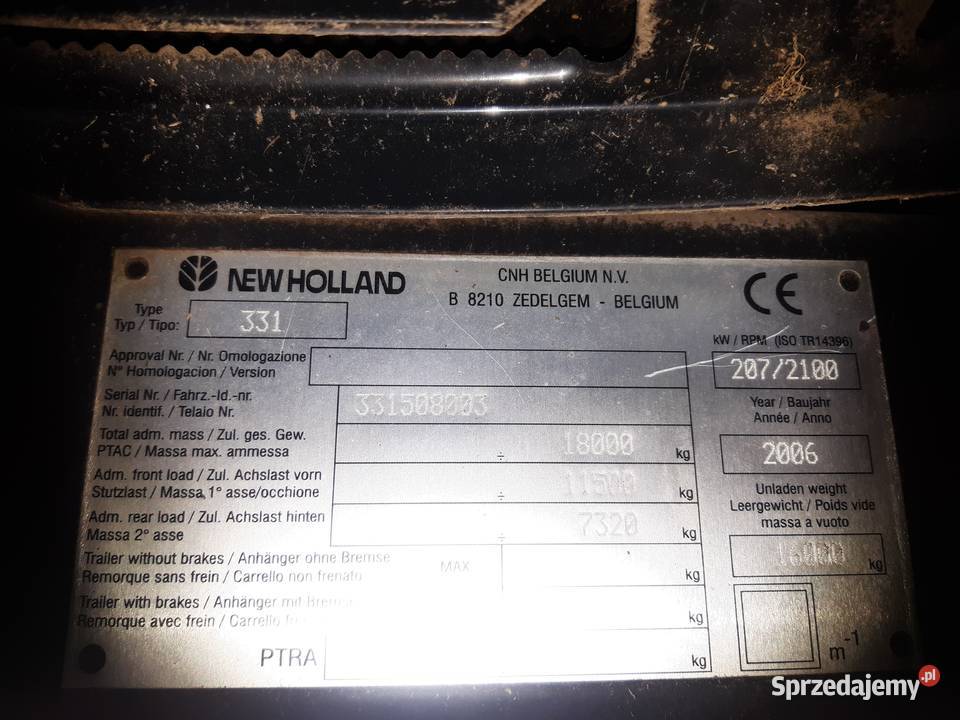 NEW HOLLAND
CNH BELGIUM N.V.
B 8210 ZEDELGEM - BELGIUM
CE
Type
Typ / Tipo:
331
kW / RPM (ISO TR14396)
207/2100
Approval Nr. / Nr. Omologazione
N° Homologacion / Version
Serial Nr. / Fahrz.-Id.-nr.
Nr. identif. / Telaio Nr.
331508003
Year / Baujahr
Année / Anno
2006
Total adm. mass / Zul. ges. Gew.
PTAC / Massa max. ammessa
÷ 18000 kg
Adm. front load / Zul. Achslast vorn
Stutzlast / Massa 1° asse/occhione
÷ 11500 kg
Unladen weight
Leergewicht / Poids vide
massa a vuoto
16000 kg
Adm. rear load / Zul. Achslast hinten
Massa 2° asse
÷ 7320 kg
Trailer without brakes / Anhänger ohne Bremse
Remorque sans frein / Carrello non frenato
MAX
kg
Trailer with brakes / Anhänger mit
Remorque avec frein / Carrello
kg
PTRA
kg
m-1
Sprzedajemy.pl